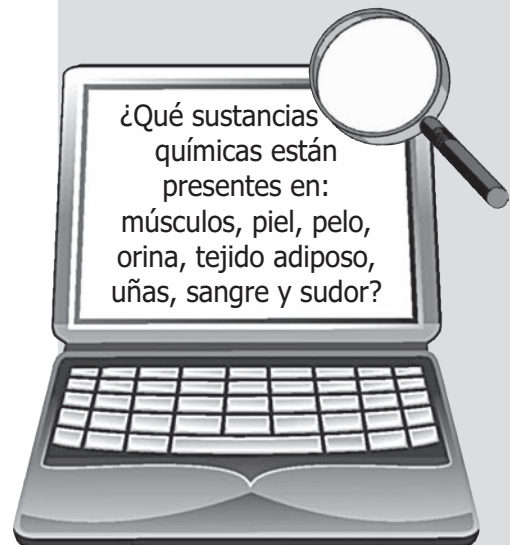 ¿Qué sustancias
químicas están
presentes en:
músculos, piel, pelo,
orina, tejido adiposo,
uñas, sangre y sudor?